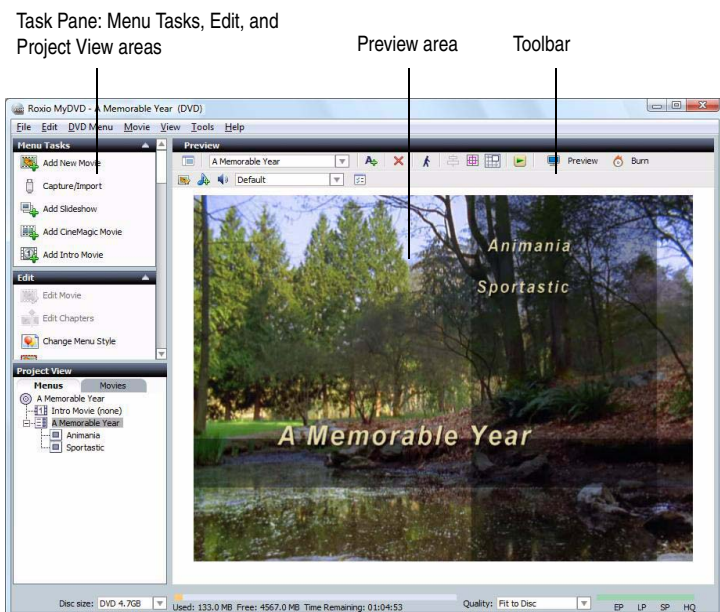 Task Pane: Menu Tasks, Edit, and
Project View areas
Preview area
Toolbar
Roxio MyDVD - A Memorable Year (DVD)
File Edit DVD Menu Movie View Tools Help
Menu Tasks
Add New Movie
Capture/Import
Add Slideshow
Add CineMagic Movie
Add Intro Movie
Edit
Edit Movie
Edit Chapters
Change Menu Style
Project View
Menus Movies
A Memorable Year
Intro Movie (none)
A Memorable Year
Animania
Sportastic
Preview
A Memorable Year Preview Burn
Default
Animania
Sportastic
A Memorable Year
Disc size: DVD 4.7GB Used: 133.0 MB Free: 4567.0 MB Time Remaining: 01:04:53 Quality: Fit to Disc EP LP SP HQ